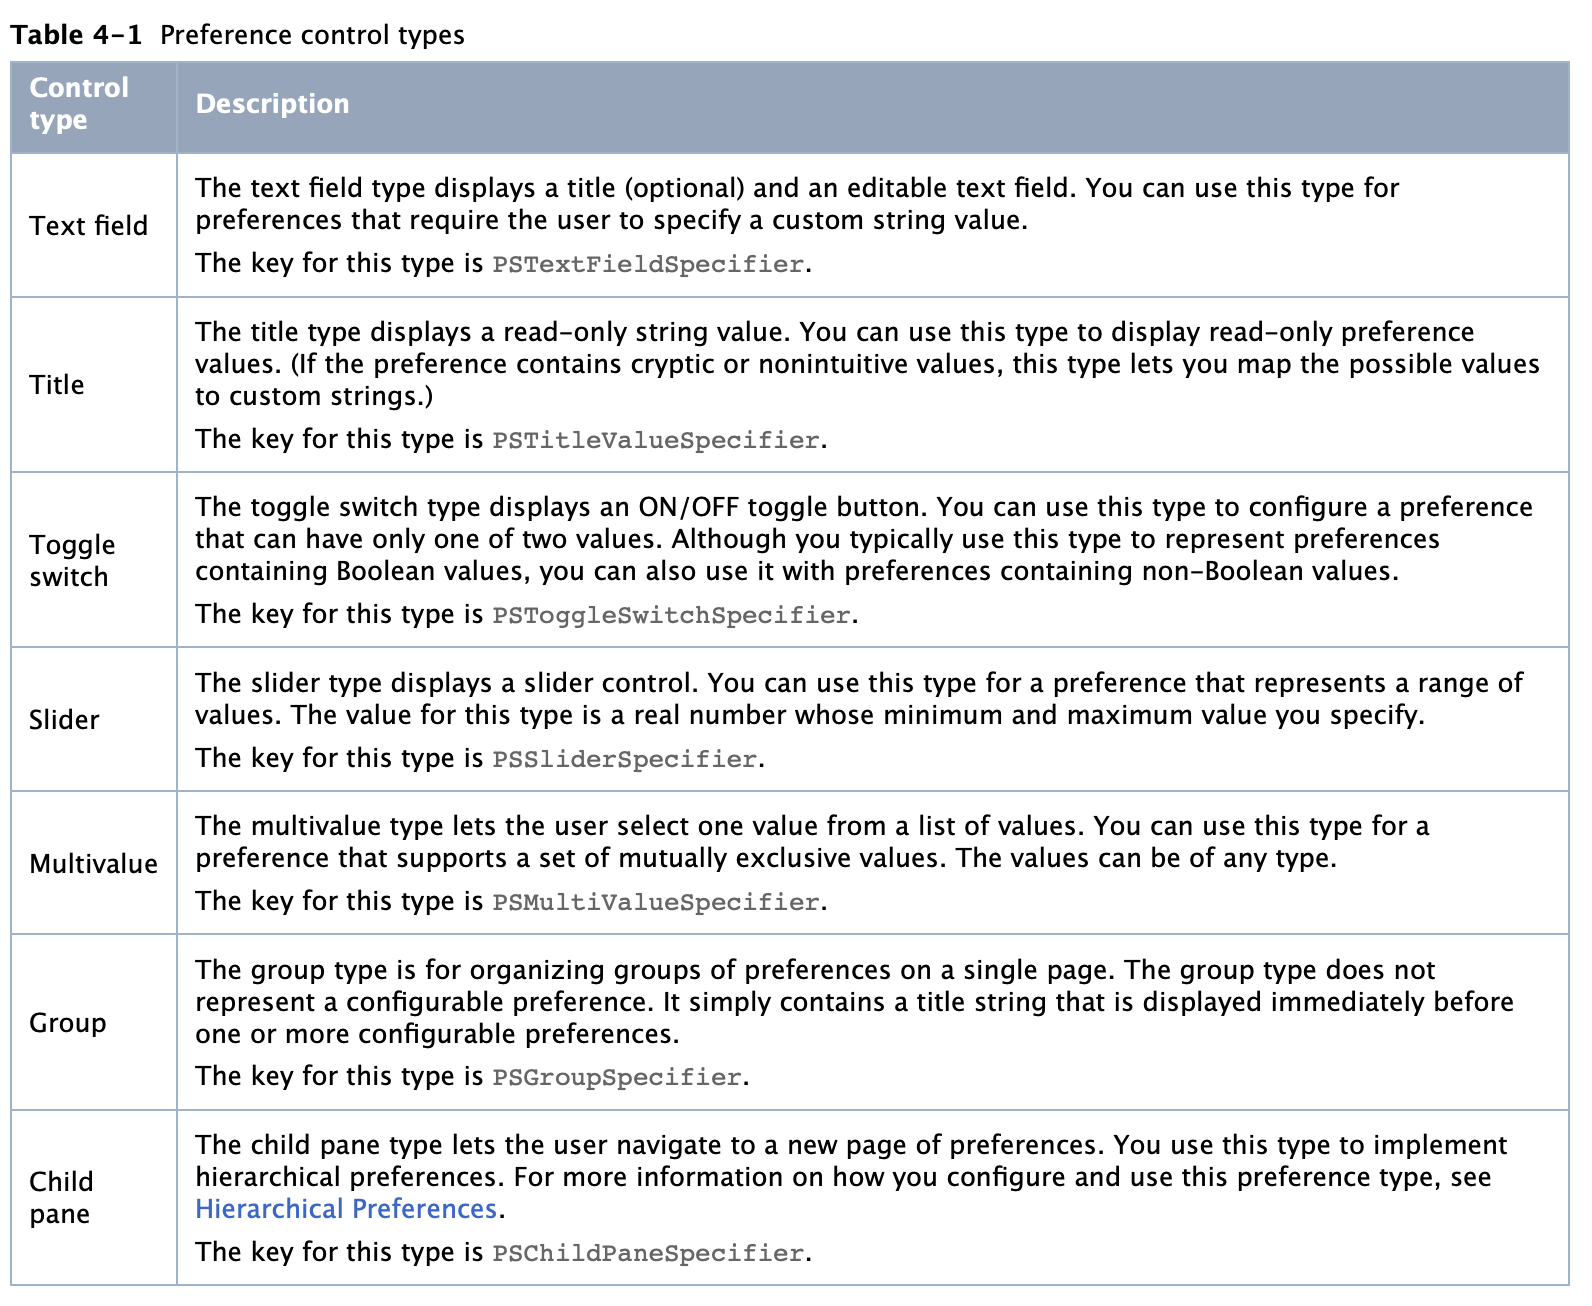 Table 4-1 Preference control types
Control
type
Description
Text field
The text field type displays a title (optional) and an editable text field. You can use this type for
preferences that require the user to specify a custom string value.
The key for this type is PSTextFieldSpecifier.
Title
The title type displays a read-only string value. You can use this type to display read-only preference
values. (If the preference contains cryptic or nonintuitive values, this type lets you map the possible values
to custom strings.)
The key for this type is PSTitleValueSpecifier.
Toggle
switch
The toggle switch type displays an ON/OFF toggle button. You can use this type to configure a preference
that can have only one of two values. Although you typically use this type to represent preferences
containing Boolean values, you can also use it with preferences containing non-Boolean values.
The key for this type is PSToggleSwitchSpecifier.
Slider
The slider type displays a slider control. You can use this type for a preference that represents a range of
values. The value for this type is a real number whose minimum and maximum value you specify.
The key for this type is PSSliderSpecifier.
Multivalue
The multivalue type lets the user select one value from a list of values. You can use this type for a
preference that supports a set of mutually exclusive values. The values can be of any type.
The key for this type is PSMultiValueSpecifier.
Group
The group type is for organizing groups of preferences on a single page. The group type does not
represent a configurable preference. It simply contains a title string that is displayed immediately before
one or more configurable preferences.
The key for this type is PSGroupSpecifier.
Child
pane
The child pane type lets the user navigate to a new page of preferences. You use this type to implement
hierarchical preferences. For more information on how you configure and use this preference type, see
Hierarchical Preferences.
The key for this type is PSChildPaneSpecifier.